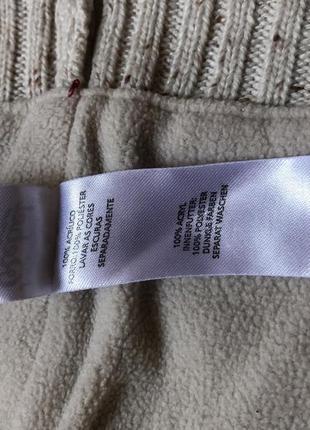 100% ACRÍLICO
FORRO:100% POLIÉSTER
LAVAR AS CORES
ESCURAS
SEPARADAMENTE
100% ACRYL
INNENFUTTER:
100% POLYESTER
DUNKLE FARBEN
SEPARAT WASCHEN